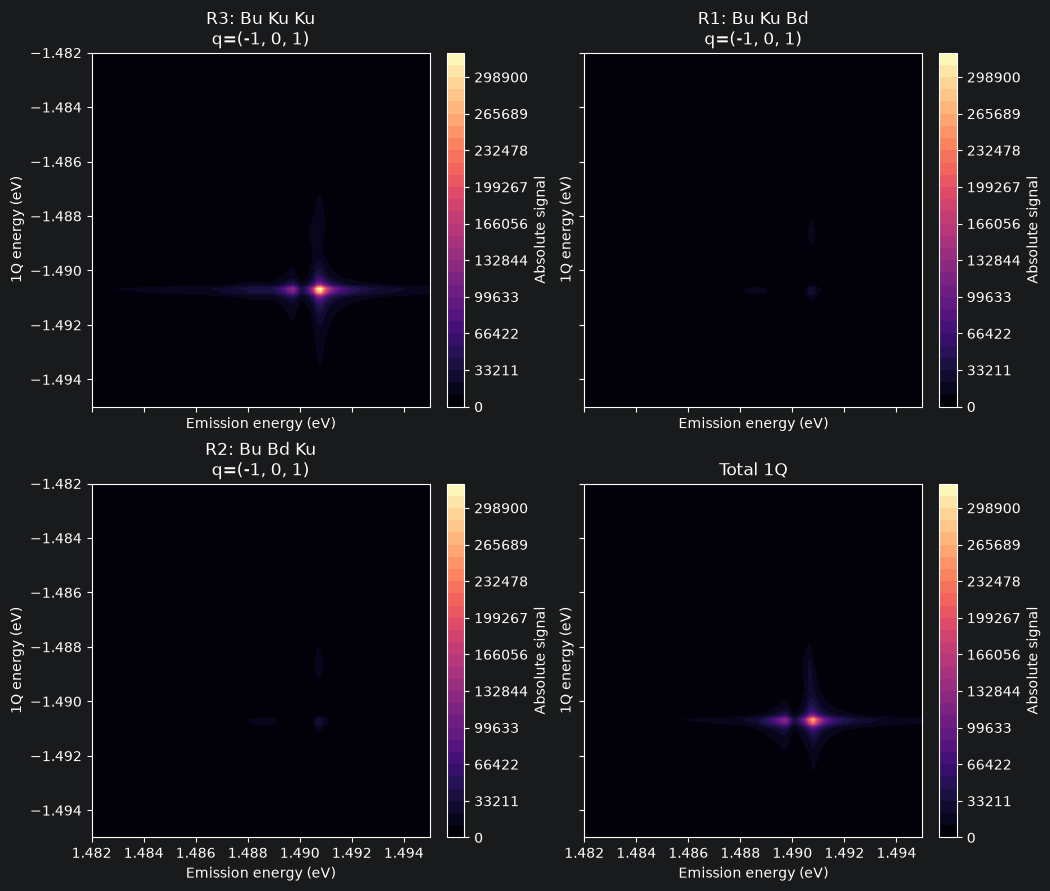 R3: Bu Ku Ku
q=(-1, 0, 1)
−1.482
−1.484
−1.486
−1.488
−1.490
−1.492
−1.494
1Q energy (eV)
Emission energy (eV)
298900
265689
232478
199267
166056
132844
99633
66422
33211
0
Absolute signal
R1: Bu Ku Bd
q=(-1, 0, 1)
1Q energy (eV)
Emission energy (eV)
298900
265689
232478
199267
166056
132844
99633
66422
33211
0
Absolute signal
R2: Bu Bd Ku
q=(-1, 0, 1)
−1.482
−1.484
−1.486
−1.488
−1.490
−1.492
−1.494
1Q energy (eV)
1.482 1.484 1.486 1.488 1.490 1.492 1.494
Emission energy (eV)
298900
265689
232478
199267
166056
132844
99633
66422
33211
0
Absolute signal
Total 1Q
1Q energy (eV)
1.482 1.484 1.486 1.488 1.490 1.492 1.494
Emission energy (eV)
298900
265689
232478
199267
166056
132844
99633
66422
33211
0
Absolute signal